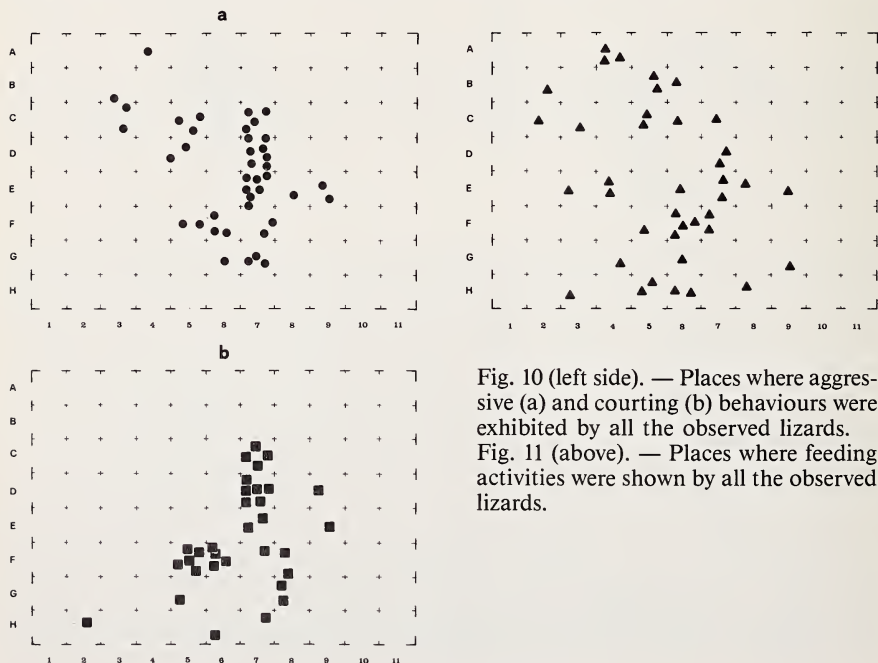 a
A
B
C
D
E
F
G
H
1 2 3 4 5 6 7 8 9 10 11
A
B
C
D
E
F
G
H
1 2 3 4 5 6 7 8 9 10 11
b
A
B
C
D
E
F
G
H
1 2 3 4 5 6 7 8 9 10 11
Fig. 10 (left side). — Places where aggres-
sive (a) and courting (b) behaviours were
exhibited by all the observed lizards.
Fig. 11 (above). — Places where feeding
activities were shown by all the observed
lizards.